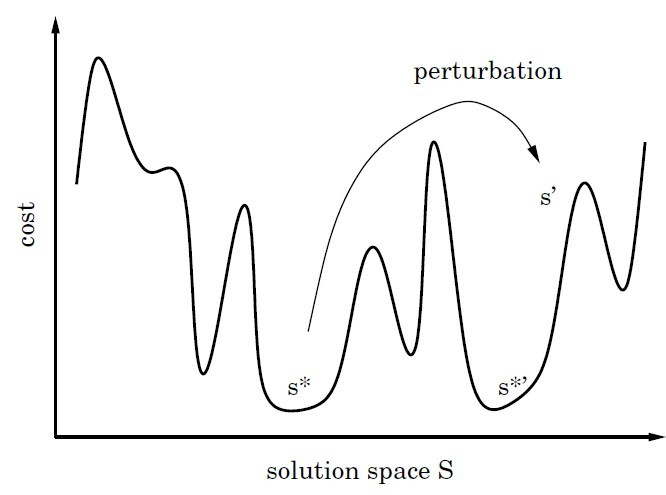 perturbation
s'
cost
s*
s*'
solution space S